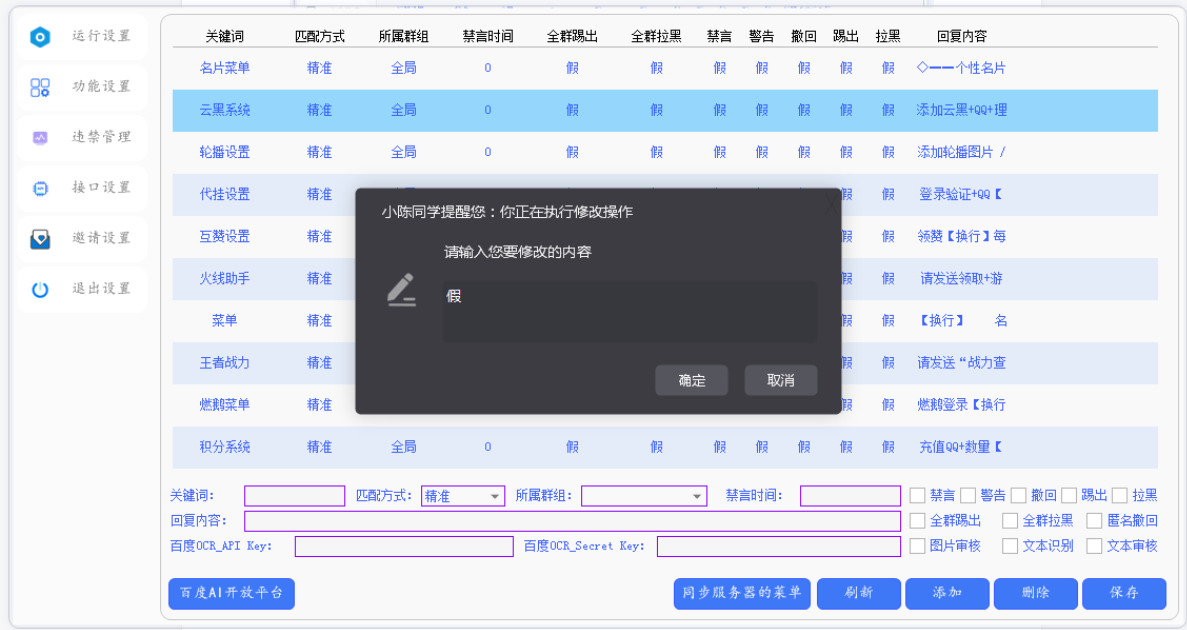 运行设置
功能设置
违禁管理
接口设置
邀请设置
退出设置
关键词 匹配方式 所属群组 禁言时间 全群踢出 全群拉黑 禁言 警告 撤回 踢出 拉黑 回复内容
名片菜单 精准 全局 0 假 假 假 假 假 假 假 ◇━━个性名片
云黑系统 精准 全局 0 假 假 假 假 假 假 假 添加云黑+QQ+理
轮播设置 精准 全局 0 假 假 假 假 假 假 假 添加轮播图片 /
代挂设置 精准 假 假 登录验证+QQ【
互赞设置 精准 假 假 领赞【换行】每
火线助手 精准 假 假 请发送领取+游
菜单 精准 假 假 【换行】 名
王者战力 精准 假 假 请发送“战力查
燃鹅菜单 精准 假 假 燃鹅登录【换行
积分系统 精准 全局 0 假 假 假 假 假 假 假 充值QQ+数量【
小陈同学提醒您：你正在执行修改操作
请输入您要修改的内容
假
确定 取消
关键词: 匹配方式: 精准 所属群组: 禁言时间: 禁言 警告 撤回 踢出 拉黑
回复内容: 全群踢出 全群拉黑 匿名撤回
百度OCR_API Key: 百度OCR_Secret Key: 图片审核 文本识别 文本审核
百度AI开放平台 同步服务器的菜单 刷新 添加 删除 保存